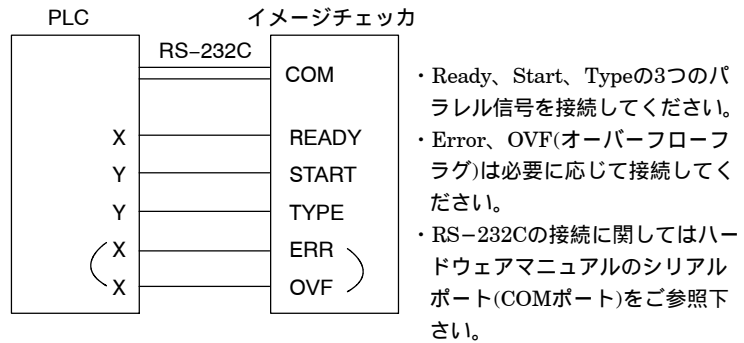 PLC
イメージチェッカ
RS−232C
COM
X
READY
Y
START
Y
TYPE
X
ERR
X
OVF
・Ready、Start、Typeの3つのパ
ラレル信号を接続してください。
・Error、OVF(オーバーフローフ
ラグ)は必要に応じて接続してく
ださい。
・RS−232Cの接続に関してはハー
ドウェアマニュアルのシリアル
ポート(COMポート)をご参照下
さい。